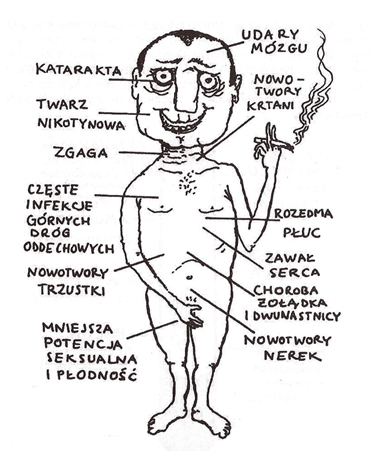 UDARY
MÓZGU
KATARAKTA
NOWO-
TWORY
KRTANI
TWARZ
NIKOTYNOWA
ZGAGA
CZĘSTE
INFEKCJE
GÓRNYCH
DRÓG
ODDECHOWYCH
ROZEDMA
PŁUC
ZAWAŁ
SERCA
NOWOTWORY
TRZUSTKI
CHOROBA
ŻOŁĄDKA
I DWUNASTNICY
MNIEJSZA
POTENCJA
SEKSUALNA
I PŁODNOŚĆ
NOWOTWORY
NEREK